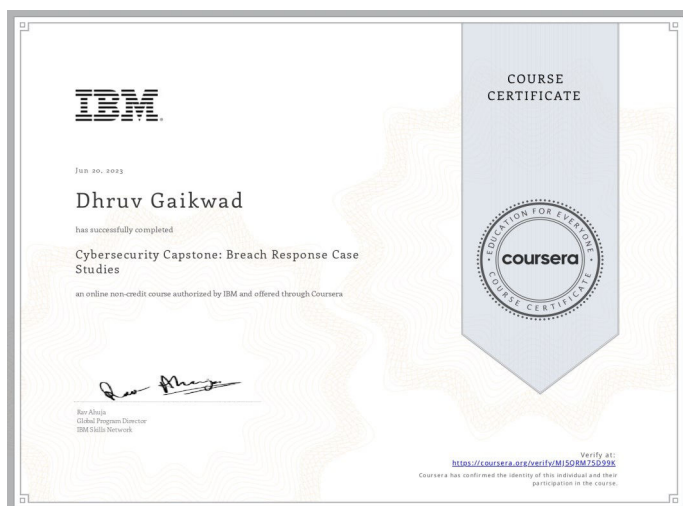 IBM
Jun 20, 2023
Dhruv Gaikwad
has successfully completed
Cybersecurity Capstone: Breach Response Case
Studies
an online non-credit course authorized by IBM and offered through Coursera
Rav Ahuja
Global Program Director
IBM Skills Network
COURSE
CERTIFICATE
EDUCATION FOR EVERYONE
coursera
COURSE CERTIFICATE
Verify at:
https://coursera.org/verify/MJ5QRM75D99K
Coursera has confirmed the identity of this individual and their
participation in the course.